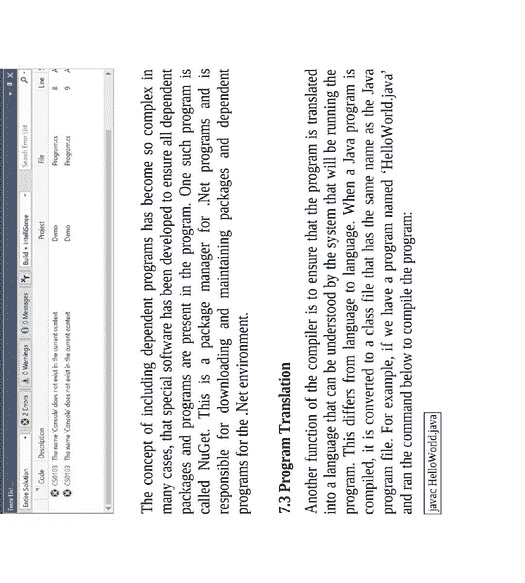 Error List ...
Entire Solution
2 Errors
0 Warnings
0 Messages
Build + IntelliSense
Search Error List
Code Description Project File Line
CS0103 The name 'Console' does not exist in the current context Demo Program.cs 8 A
CS0103 The name 'Console' does not exist in the current context Demo Program.cs 9 A
The concept of including dependent programs has become so complex in
many cases, that special software has been developed to ensure all dependent
packages and programs are present in the program. One such program is
called NuGet. This is a package manager for .Net programs and is
responsible for downloading and maintaining packages and dependent
programs for the .Net environment.
7.3 Program Translation
Another function of the compiler is to ensure that the program is translated
into a language that can be understood by the system that will be running the
program. This differs from language to language. When a Java program is
compiled, it is converted to a class file that has the same name as the Java
program file. For example, if we have a program named ‘HelloWorld.java’
and ran the command below to compile the program:
javac HelloWorld.java